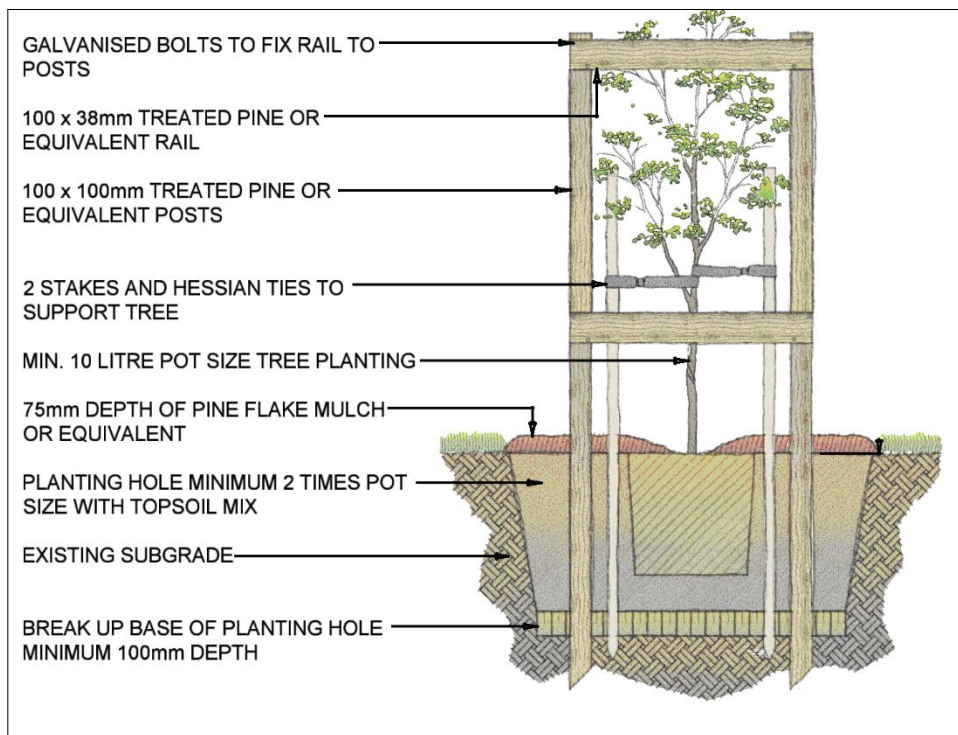 GALVANISED BOLTS TO FIX RAIL TO
POSTS
100 x 38mm TREATED PINE OR
EQUIVALENT RAIL
100 x 100mm TREATED PINE OR
EQUIVALENT POSTS
2 STAKES AND HESSIAN TIES TO
SUPPORT TREE
MIN. 10 LITRE POT SIZE TREE PLANTING
75mm DEPTH OF PINE FLAKE MULCH
OR EQUIVALENT
PLANTING HOLE MINIMUM 2 TIMES POT
SIZE WITH TOPSOIL MIX
EXISTING SUBGRADE
BREAK UP BASE OF PLANTING HOLE
MINIMUM 100mm DEPTH